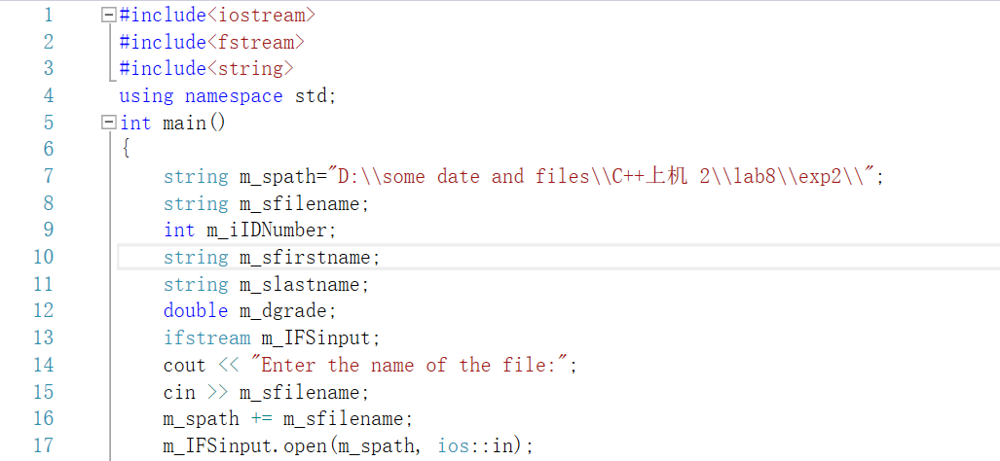 1 #include<iostream>
2 #include<fstream>
3 #include<string>
4 using namespace std;
5 int main()
6 {
7 string m_spath="D:\\some date and files\\C++上机 2\\lab8\\exp2\\";
8 string m_sfilename;
9 int m_iIDNumber;
10 string m_sfirstname;
11 string m_slastname;
12 double m_dgrade;
13 ifstream m_IFSinput;
14 cout << "Enter the name of the file:";
15 cin >> m_sfilename;
16 m_spath += m_sfilename;
17 m_IFSinput.open(m_spath, ios::in);